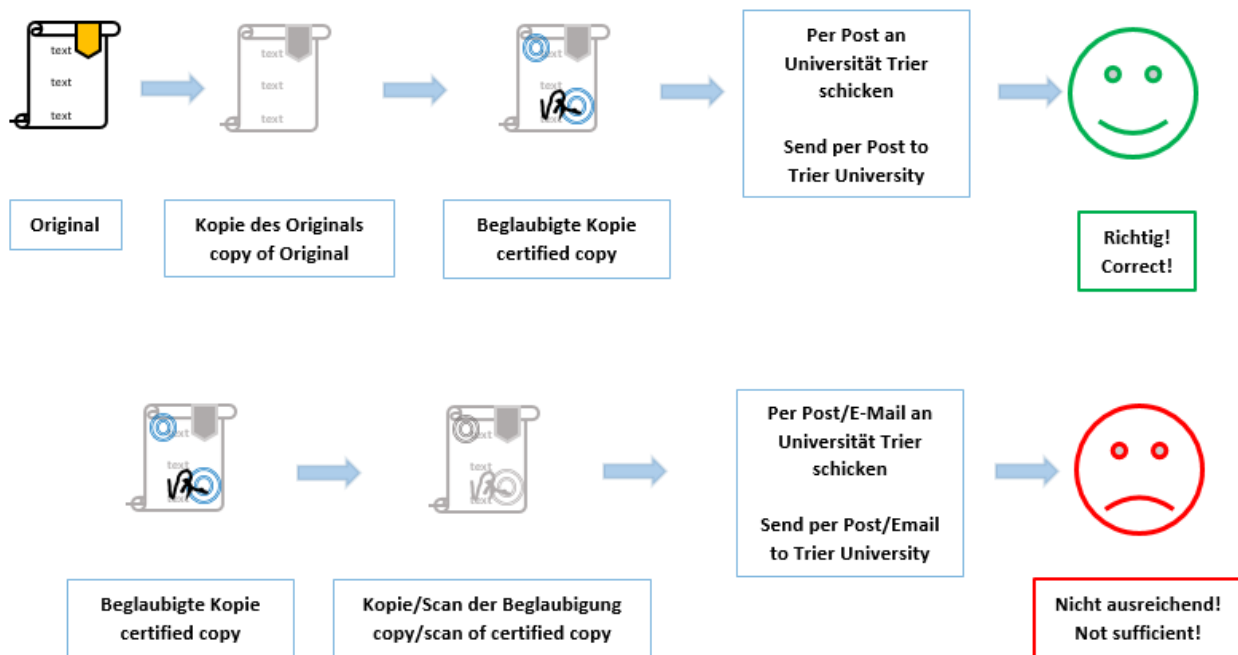 text
text
text
text
text
text
text
text
text
Per Post an
Universität Trier
schicken
Send per Post to
Trier University
Original
Kopie des Originals
copy of Original
Beglaubigte Kopie
certified copy
Richtig!
Correct!
text
text
text
text
text
text
Per Post/E-Mail an
Universität Trier
schicken
Send per Post/Email
to Trier University
Beglaubigte Kopie
certified copy
Kopie/Scan der Beglaubigung
copy/scan of certified copy
Nicht ausreichend!
Not sufficient!